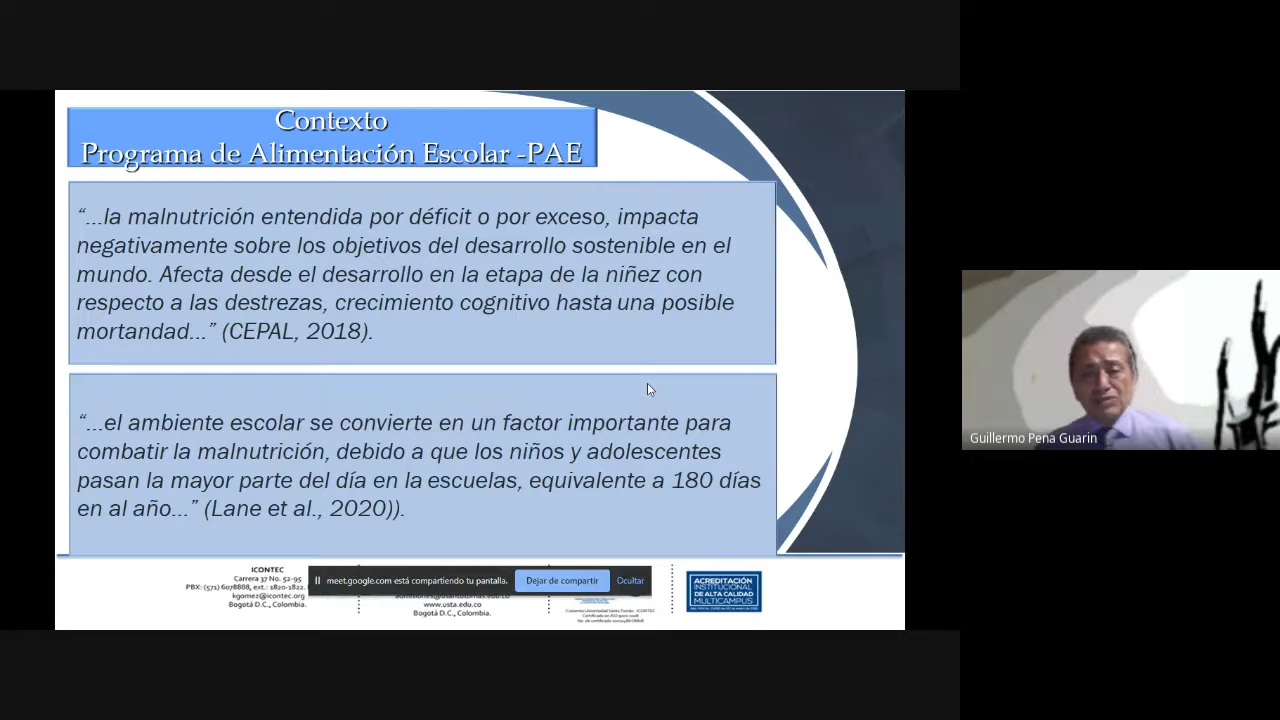 Contexto
Programa de Alimentación Escolar -PAE
“...la malnutrición entendida por déficit o por exceso, impacta
negativamente sobre los objetivos del desarrollo sostenible en el
mundo. Afecta desde el desarrollo en la etapa de la niñez con
respecto a las destrezas, crecimiento cognitivo hasta una posible
mortandad...” (CEPAL, 2018).
“...el ambiente escolar se convierte en un factor importante para
combatir la malnutrición, debido a que los niños y adolescentes
pasan la mayor parte del día en la escuelas, equivalente a 180 días
en al año...” (Lane et al., 2020)).
ICONTEC
Carrera 37 No. 52-95
PBX: (571) 6078888, ext.: 1820-1822.
kgomez@icontec.org
Bogotá D.C., Colombia.
meet.google.com está compartiendo tu pantalla.
Dejar de compartir
Ocultar
www.usta.edu.co
Bogotá D.C., Colombia.
Convenio Universidad Santo Tomás - ICONTEC
ACREDITACIÓN
INSTITUCIONAL
DE ALTA CALIDAD
MULTICAMPUS
Guillermo Pena Guarin